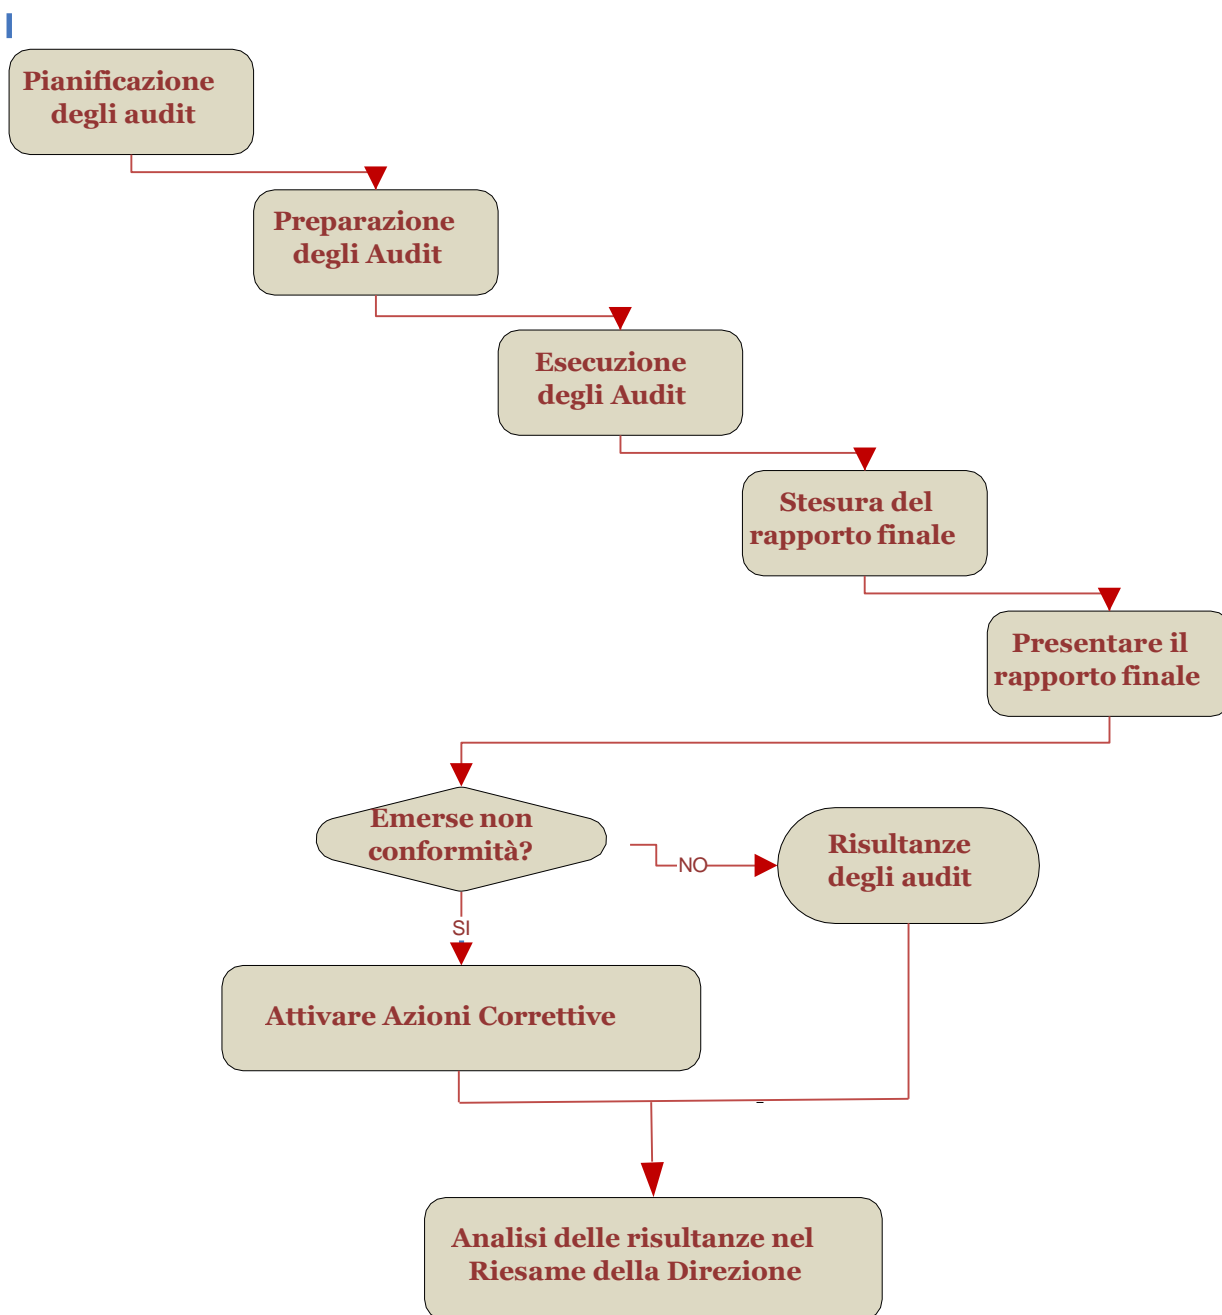 Pianificazione
degli audit
Preparazione
degli Audit
Esecuzione
degli Audit
Stesura del
rapporto finale
Presentare il
rapporto finale
Emerse non
conformità?
NO
Risultanze
degli audit
SI
Attivare Azioni Correttive
Analisi delle risultanze nel
Riesame della Direzione